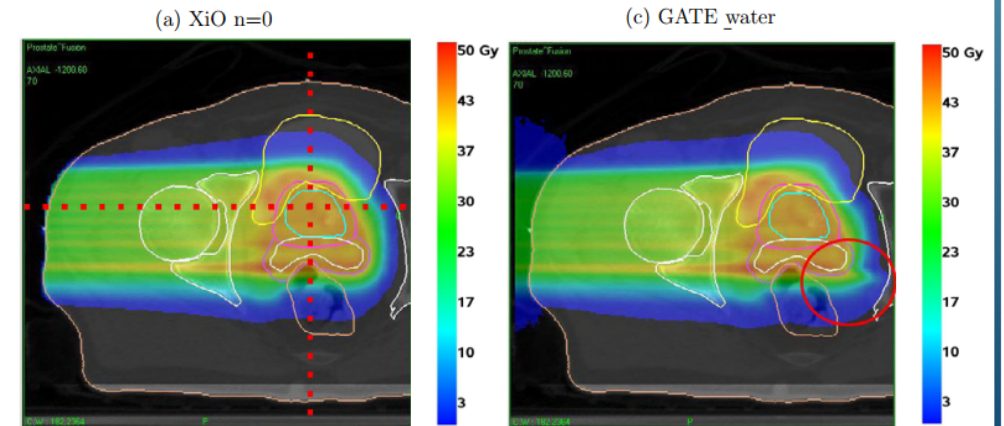 (a) XiO n=0
(c) GATE_water
Prostate^Fusion
AXIAL -1200.60
70
50 Gy
43
37
30
23
17
10
3
P
Prostate^Fusion
AXIAL -1200.60
70
50 Gy
43
37
30
23
17
10
3
P